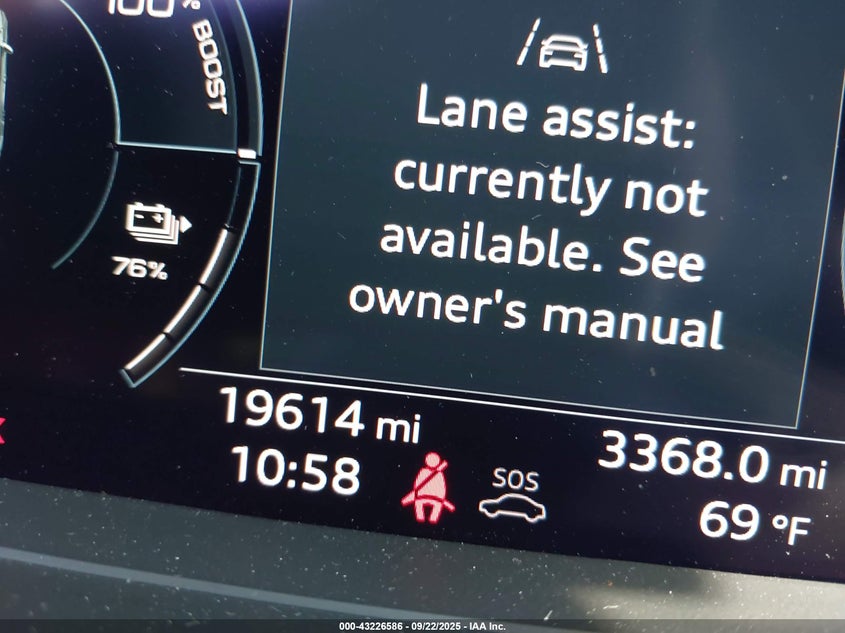 100%
BOOST
Lane assist:
currently not
available. See
owner's manual
76%
19614 mi
3368.0 mi
10:58
SOS
69 °F
000-43226586 - 09/22/2025 - IAA Inc.